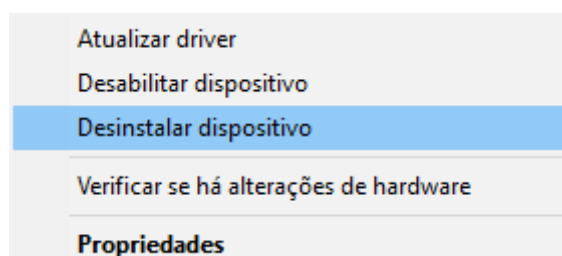 Atualizar driver
Desabilitar dispositivo
Desinstalar dispositivo
Verificar se há alterações de hardware
Propriedades